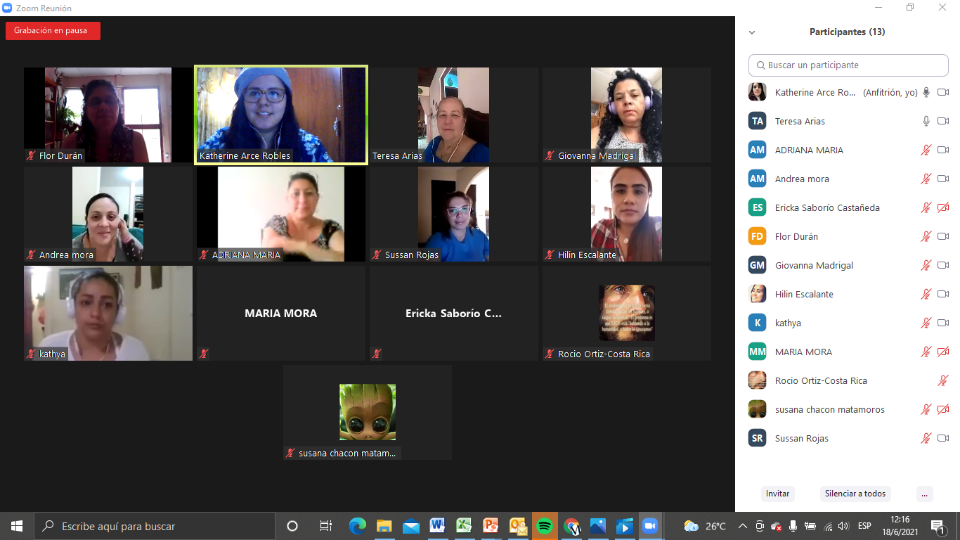 Zoom Reunión
Grabación en pausa
Flor Durán
Katherine Arce Robles
Teresa Arias
Giovanna Madrigal
Andrea mora
ADRIANA MARIA
Sussan Rojas
Hilin Escalante
kathya
MARIA MORA
Ericka Saborío C...
Rocio Ortiz-Costa Rica
susana chacon matam...
Participantes (13)
Buscar un participante
Katherine Arce Ro... (Anfitrión, yo)
TA Teresa Arias
AM ADRIANA MARIA
AM Andrea mora
ES Ericka Saborío Castañeda
FD Flor Durán
GM Giovanna Madrigal
Hilin Escalante
K kathya
MM MARIA MORA
Rocio Ortiz-Costa Rica
susana chacon matamoros
SR Sussan Rojas
Invitar
Silenciar a todos
...
Escribe aquí para buscar
26°C
ESP
12:16
18/6/2021
1